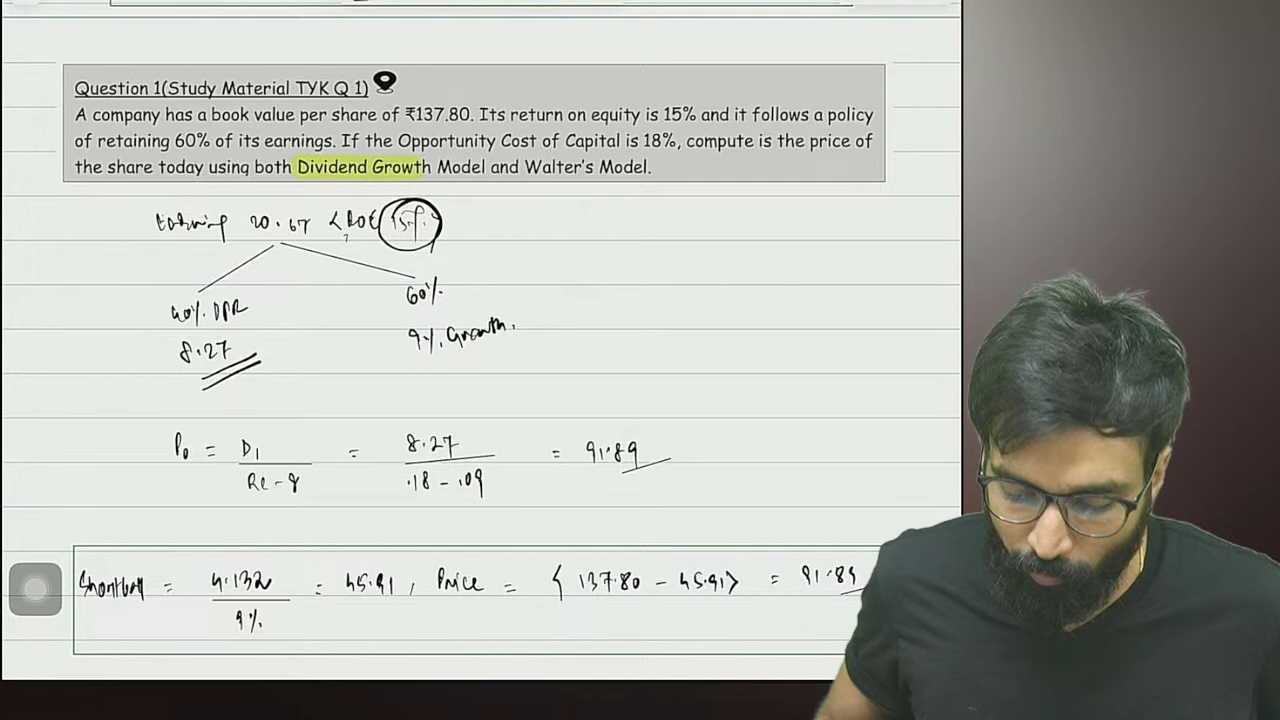 Question 1(Study Material TYK Q 1)
A company has a book value per share of ₹137.80. Its return on equity is 15% and it follows a policy
of retaining 60% of its earnings. If the Opportunity Cost of Capital is 18%, compute is the price of
the share today using both Dividend Growth Model and Walter's Model.
20.67 < ROE 15%
40% DPR 60%
8.27 9% Growth.
P0 = D1 / Re - g = 8.27 / .18 - .09 = 91.89
= 4.132 / 9% = 45.91, Price = { 137.80 - 45.91 } = 91.89